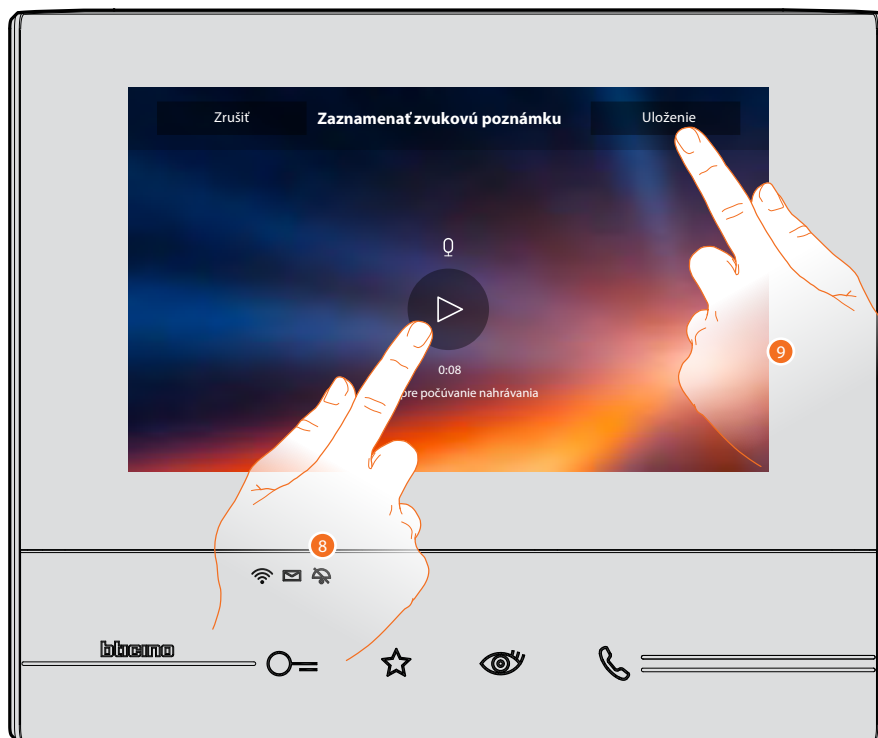 Zrušiť
Zaznamenať zvukovú poznámku
Uloženie
0:08
pre počúvanie nahrávania
9
8
bticino